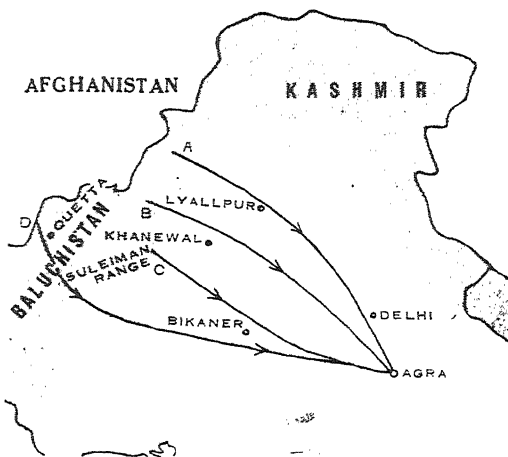 AFGHANISTAN
KASHMIR
A
LYALLPUR
D
QUETTA
B
KHANEWAL
BALUCHISTAN
SULEIMAN
RANGE
C
BIKANER
DELHI
AGRA